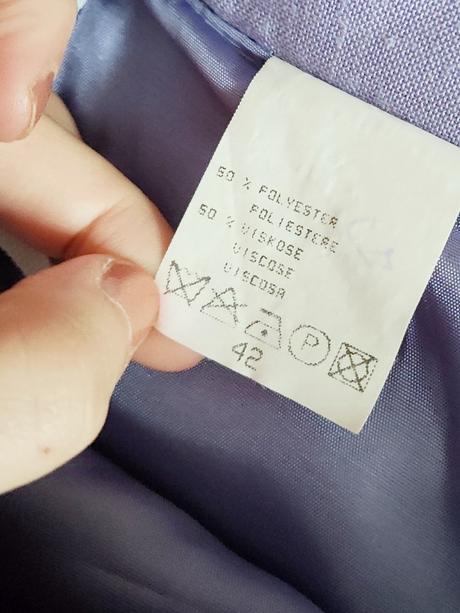 50 % POLYESTER
POLIESTERE
50 % VISKOSE
VISCOSE
VISCOSA
P
42